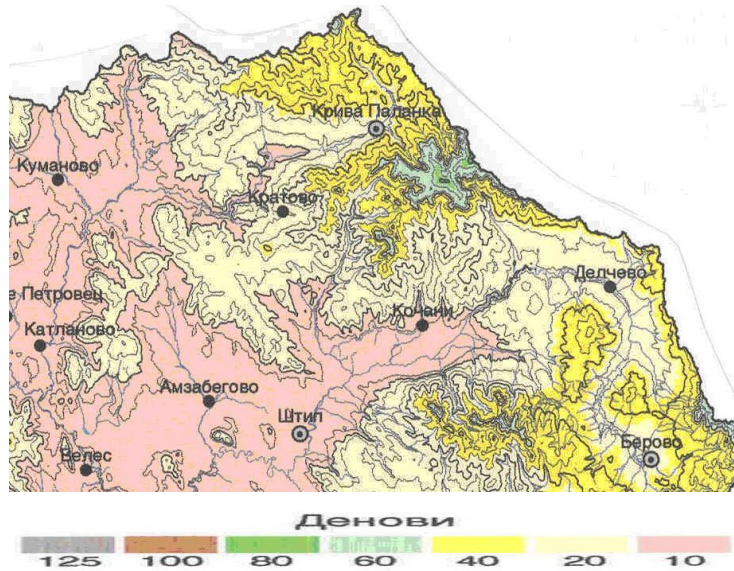 Крива Паланка
Куманово
Кратово
Делчево
е Петровец
Кочани
Катланово
Амзабегово
Штип
Берово
Велес
Денови
125 100 80 60 40 20 10